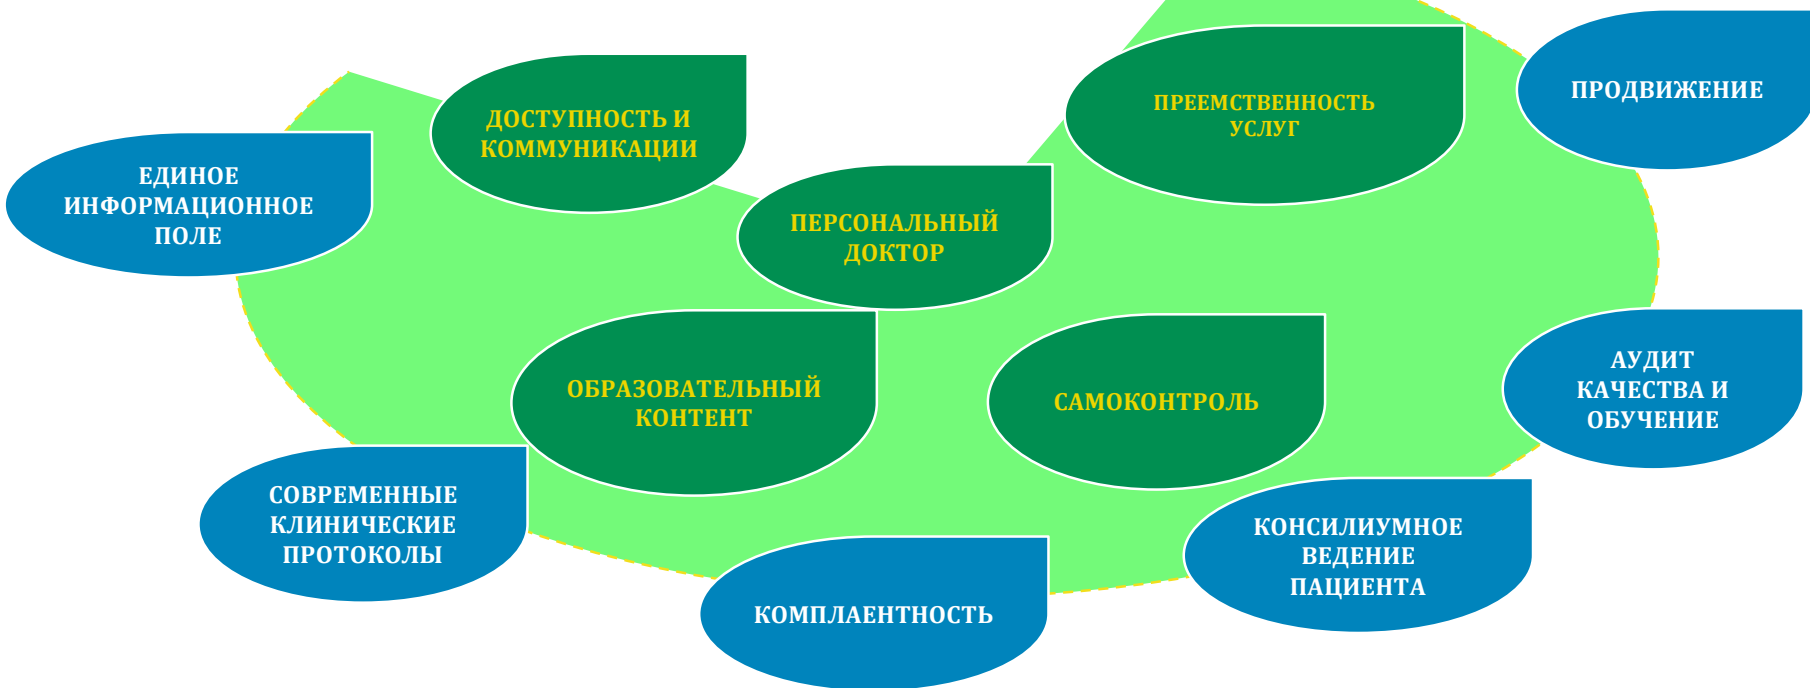 ДОСТУПНОСТЬ И
КОММУНИКАЦИИ
ПРЕЕМСТВЕННОСТЬ
УСЛУГ
ПРОДВИЖЕНИЕ
ЕДИНОЕ
ИНФОРМАЦИОННОЕ
ПОЛЕ
ПЕРСОНАЛЬНЫЙ
ДОКТОР
ОБРАЗОВАТЕЛЬНЫЙ
КОНТЕНТ
САМОКОНТРОЛЬ
АУДИТ
КАЧЕСТВА И
ОБУЧЕНИЕ
СОВРЕМЕННЫЕ
КЛИНИЧЕСКИЕ
ПРОТОКОЛЫ
КОНСИЛИУМНОЕ
ВЕДЕНИЕ
ПАЦИЕНТА
КОМПЛАЕНТНОСТЬ